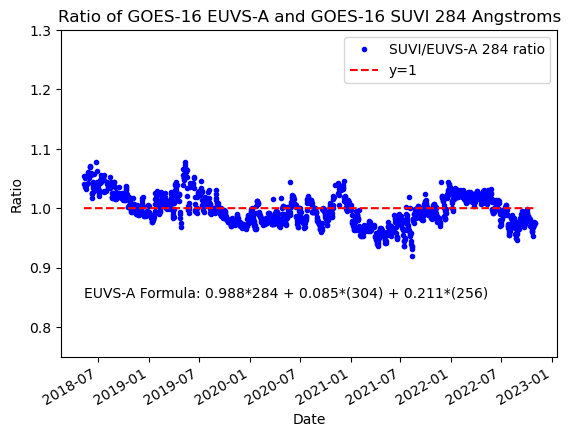 Ratio of GOES-16 EUVS-A and GOES-16 SUVI 284 Angstroms
1.3
SUVI/EUVS-A 284 ratio
y=1
1.2
1.1
1.0
0.9
0.8
Ratio
EUVS-A Formula: 0.988*284 + 0.085*(304) + 0.211*(256)
2018-07
2019-01
2019-07
2020-01
2020-07
2021-01
2021-07
2022-01
2022-07
2023-01
Date